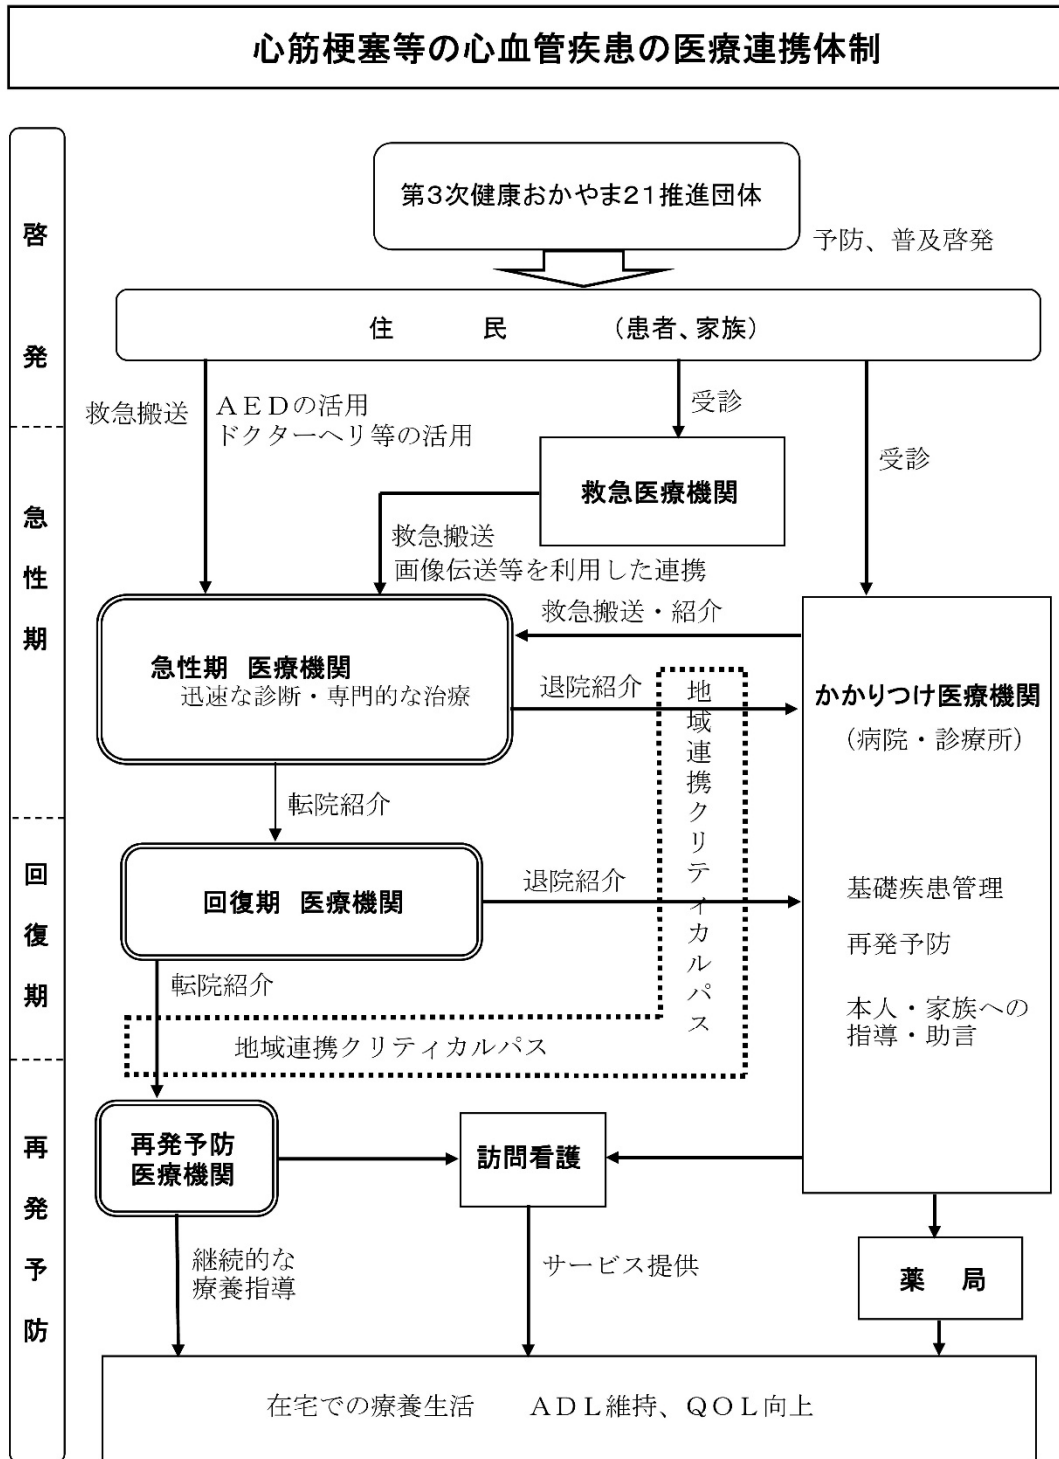 心筋梗塞等の心血管疾患の医療連携体制
啓発
第3次健康おかやま21推進団体
予防、普及啓発
住　　民　　（患者、家族）
救急搬送
ＡＥＤの活用
ドクターヘリ等の活用
受診
受診
急性期
救急医療機関
救急搬送
画像伝送等を利用した連携
救急搬送・紹介
急性期　医療機関
迅速な診断・専門的な治療
退院紹介
地域連携クリティカルパス
かかりつけ医療機関
（病院・診療所）
転院紹介
回復期
回復期　医療機関
退院紹介
基礎疾患管理
再発予防
本人・家族への
指導・助言
転院紹介
地域連携クリティカルパス
再発予防
再発予防
医療機関
訪問看護
継続的な
療養指導
サービス提供
薬　局
在宅での療養生活　　ＡＤＬ維持、ＱＯＬ向上